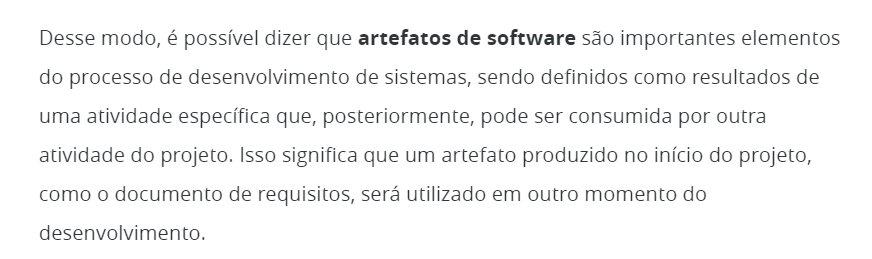 Desse modo, é possível dizer que artefatos de software são importantes elementos
do processo de desenvolvimento de sistemas, sendo definidos como resultados de
uma atividade específica que, posteriormente, pode ser consumida por outra
atividade do projeto. Isso significa que um artefato produzido no início do projeto,
como o documento de requisitos, será utilizado em outro momento do
desenvolvimento.